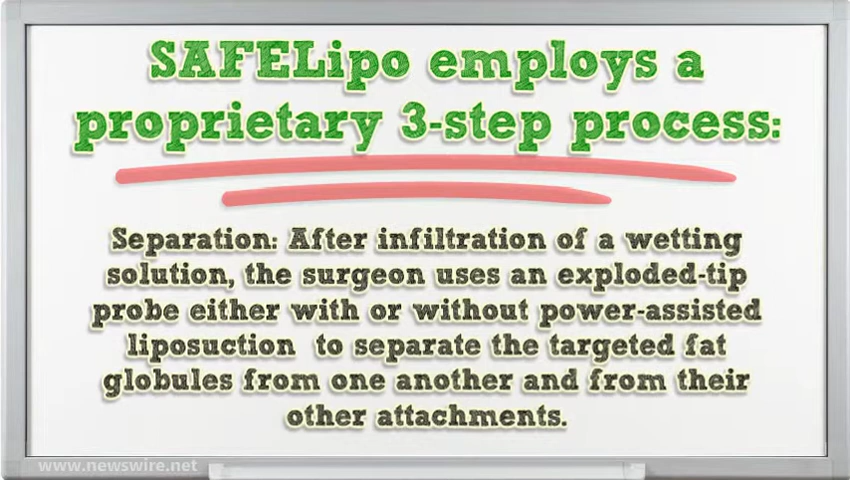 SAFELipo employs a
proprietary 3-step process:
Separation: After infiltration of a wetting
solution, the surgeon uses an exploded-tip
probe either with or without power-assisted
liposuction to separate the targeted fat
globules from one another and from their
other attachments.
www.newswire.net